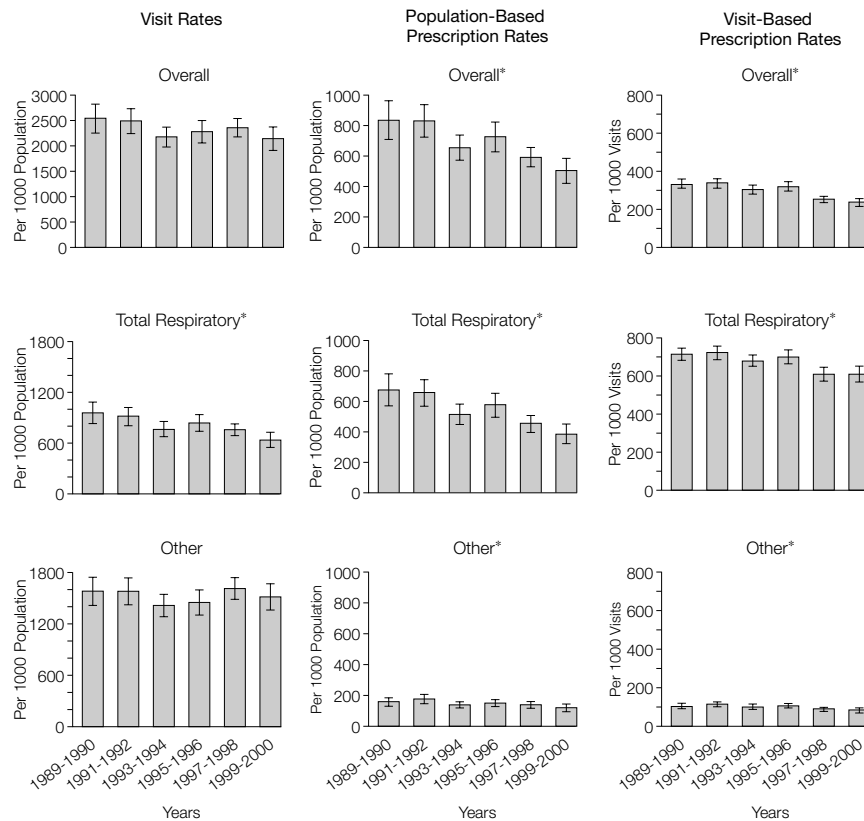 Visit Rates
Population-Based
Prescription Rates
Visit-Based
Prescription Rates
Overall
Per 1000 Population
3000
2500
2000
1500
1000
500
0
Overall*
Per 1000 Population
1000
800
600
400
200
0
Overall*
Per 1000 Visits
800
600
400
200
0
Total Respiratory*
Per 1000 Population
1800
1200
600
0
Total Respiratory*
Per 1000 Population
1000
800
600
400
200
0
Total Respiratory*
Per 1000 Visits
800
600
400
200
0
Other
Per 1000 Population
1800
1200
600
0
Other*
Per 1000 Population
1000
800
600
400
200
0
Other*
Per 1000 Visits
800
600
400
200
0
1989-1990
1991-1992
1993-1994
1995-1996
1997-1998
1999-2000
Years
1989-1990
1991-1992
1993-1994
1995-1996
1997-1998
1999-2000
Years
1989-1990
1991-1992
1993-1994
1995-1996
1997-1998
1999-2000
Years